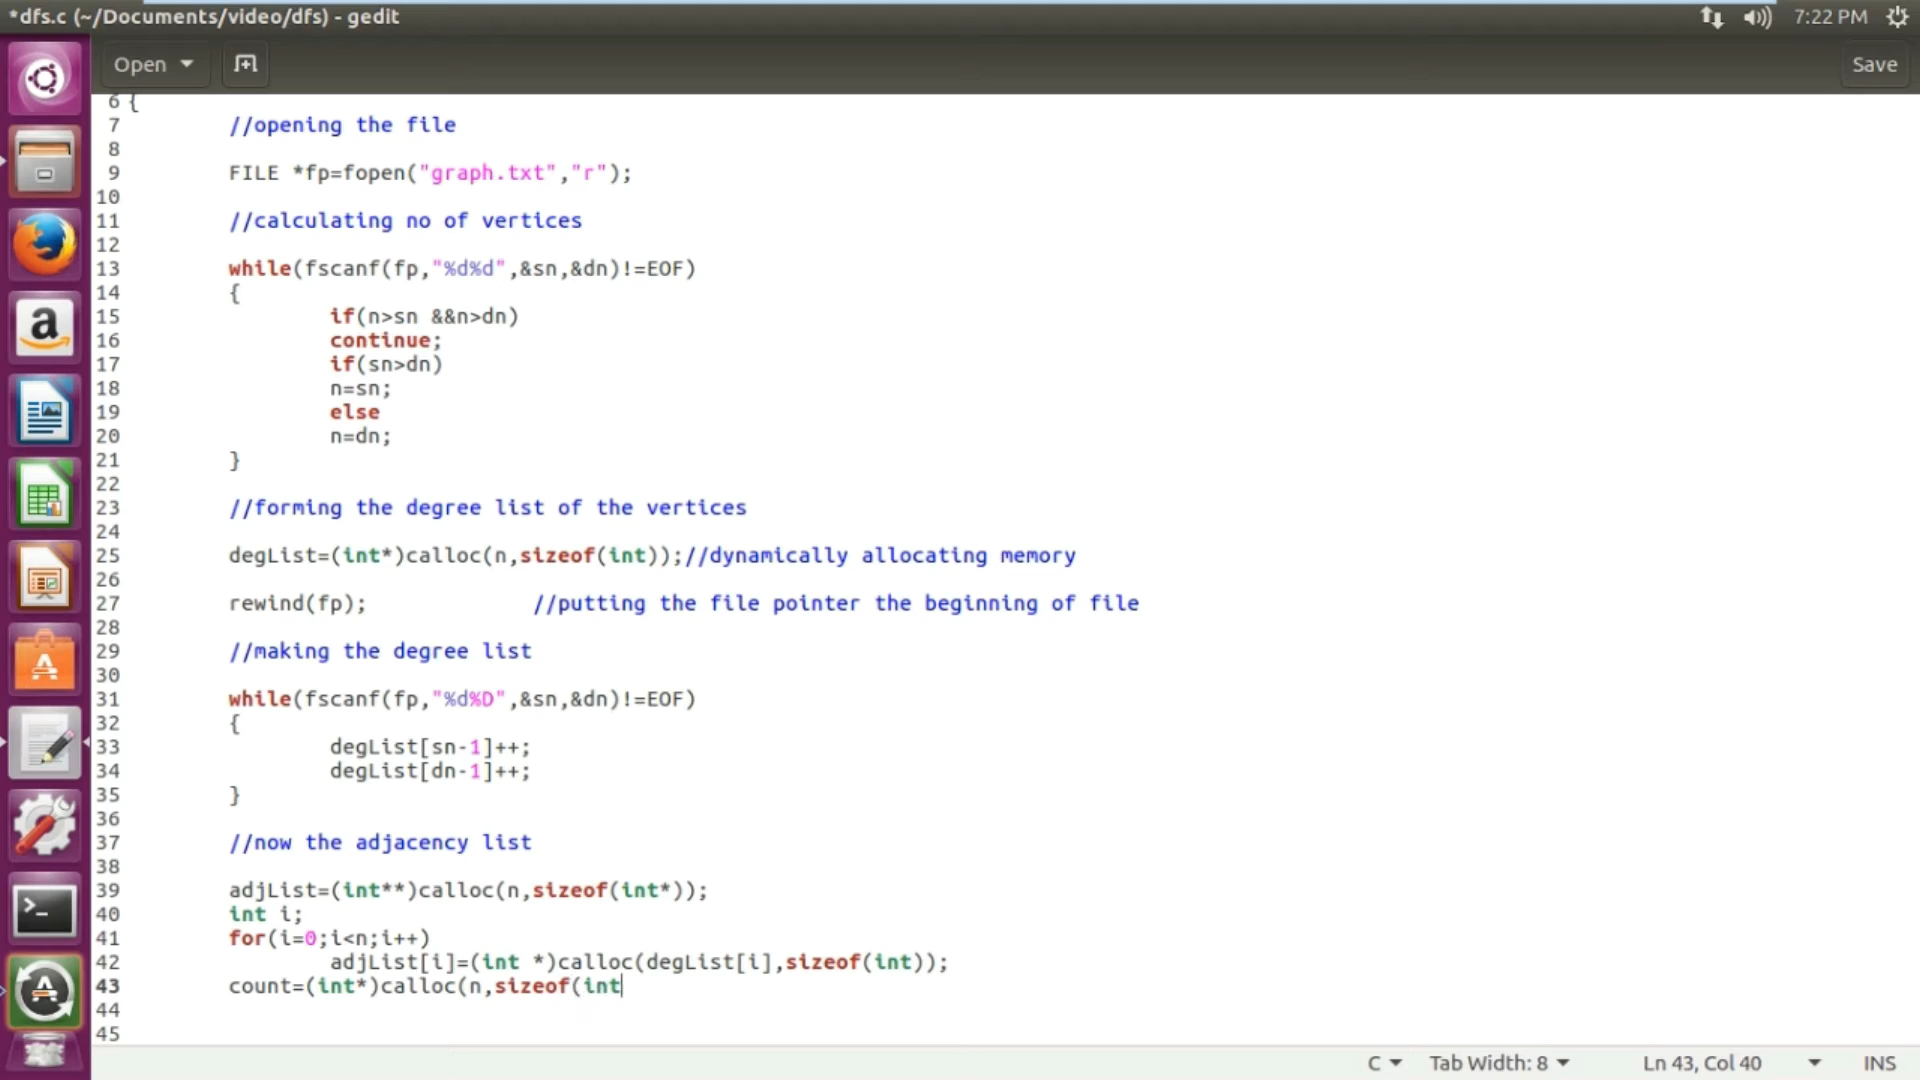 *dfs.c (~/Documents/video/dfs) - gedit
7:22 PM
Open
Save
6 {
7 //opening the file
8
9 FILE *fp=fopen("graph.txt","r");
10
11 //calculating no of vertices
12
13 while(fscanf(fp,"%d%d",&sn,&dn)!=EOF)
14 {
15 if(n>sn &&n>dn)
16 continue;
17 if(sn>dn)
18 n=sn;
19 else
20 n=dn;
21 }
22
23 //forming the degree list of the vertices
24
25 degList=(int*)calloc(n,sizeof(int));//dynamically allocating memory
26
27 rewind(fp); //putting the file pointer the beginning of file
28
29 //making the degree list
30
31 while(fscanf(fp,"%d%D",&sn,&dn)!=EOF)
32 {
33 degList[sn-1]++;
34 degList[dn-1]++;
35 }
36
37 //now the adjacency list
38
39 adjList=(int**)calloc(n,sizeof(int*));
40 int i;
41 for(i=0;i<n;i++)
42 adjList[i]=(int *)calloc(degList[i],sizeof(int));
43 count=(int*)calloc(n,sizeof(int
44
45
C
Tab Width: 8
Ln 43, Col 40
INS